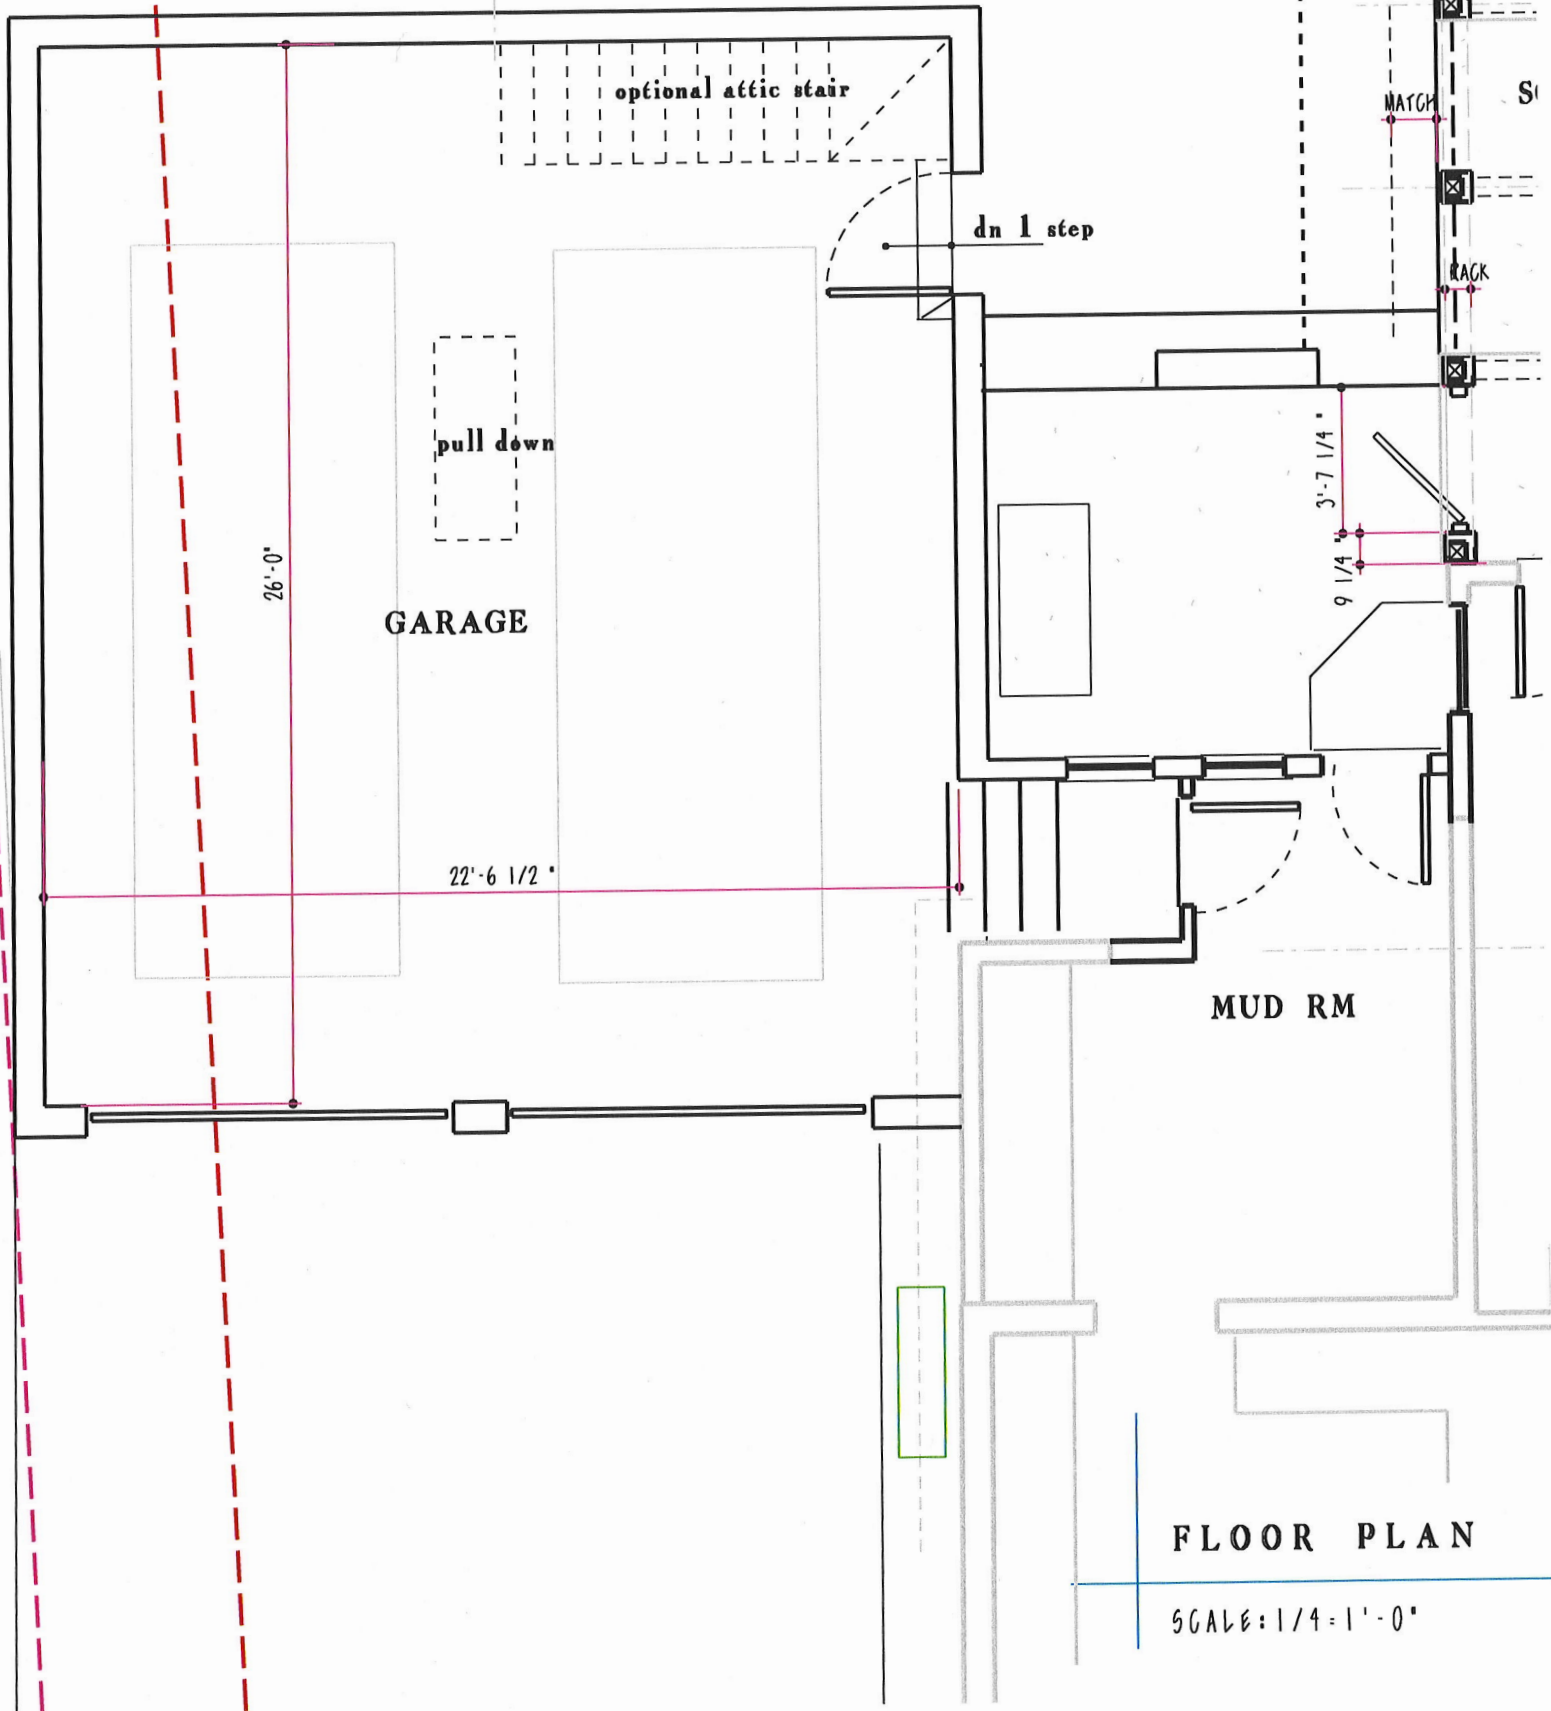 optional attic stair
MATCH
dn 1 step
RACK
pull down
3'-7 1/4 "
26'-0"
9 1/4 "
GARAGE
22'-6 1/2 "
MUD RM
FLOOR PLAN
SCALE:1/4=1'-0"